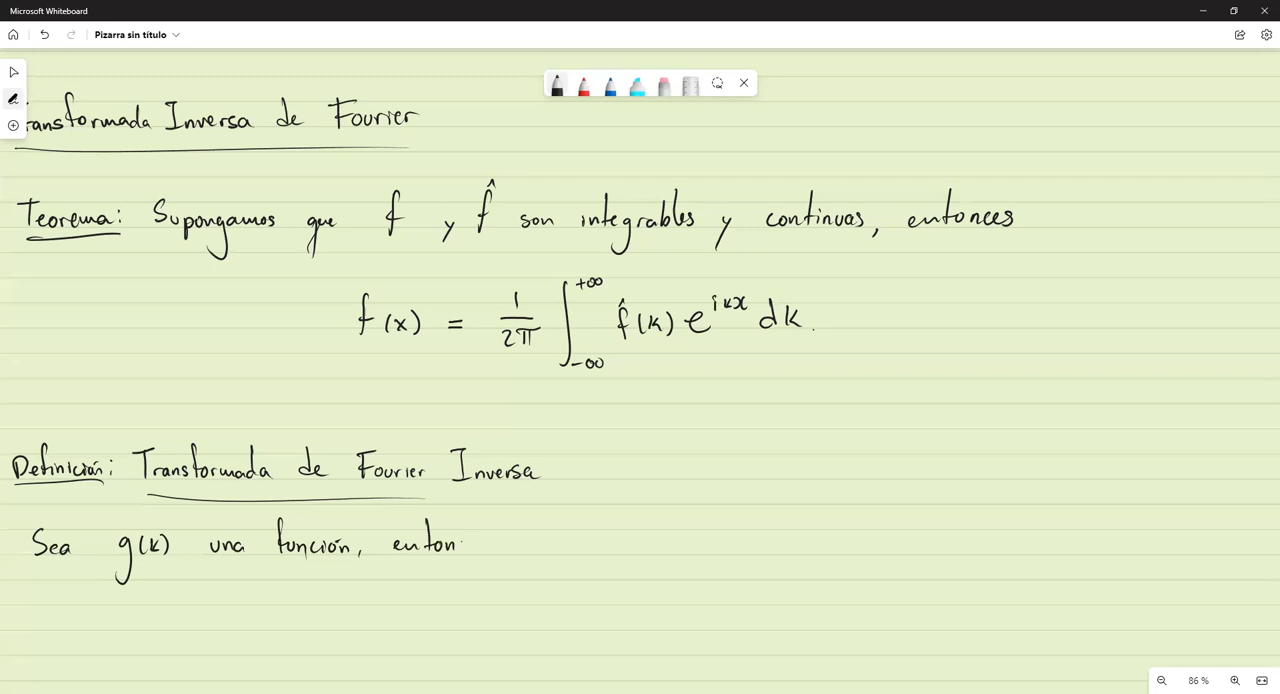 Microsoft Whiteboard
Pizarra sin título
Transformada Inversa de Fourier
Teorema: Supongamos que f y f̂ son integrables y continuas, entonces
f(x) = 1/2π ∫_{-∞}^{+∞} f̂(k) e^{ikx} dk.
Definición: Transformada de Fourier Inversa
Sea g(k) una función, enton
86 %